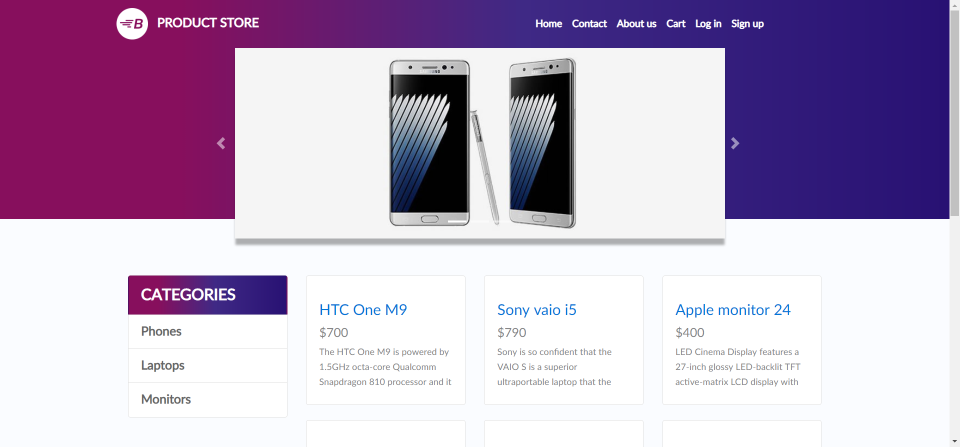 B PRODUCT STORE
Home Contact About us Cart Log in Sign up
SAMSUNG SAMSUNG
CATEGORIES
Phones
Laptops
Monitors
HTC One M9
$700
The HTC One M9 is powered by
1.5GHz octa-core Qualcomm
Snapdragon 810 processor and it
Sony vaio i5
$790
Sony is so confident that the
VAIO S is a superior
ultraportable laptop that the
Apple monitor 24
$400
LED Cinema Display features a
27-inch glossy LED-backlit TFT
active-matrix LCD display with